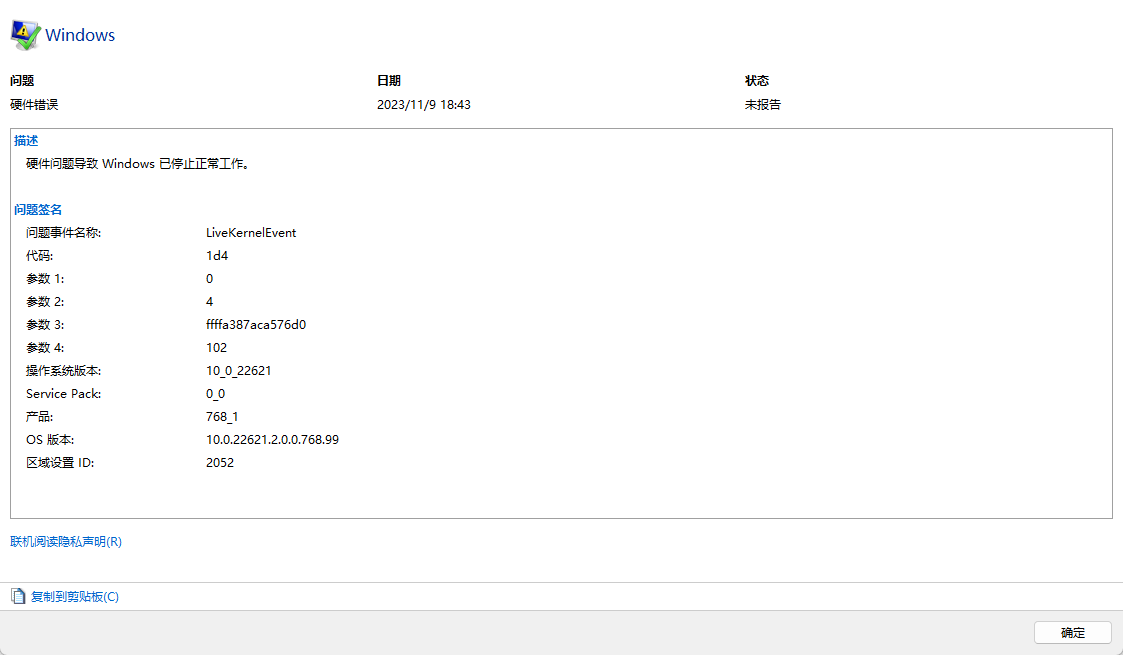 Windows
问题 日期 状态
硬件错误 2023/11/9 18:43 未报告
描述
硬件问题导致 Windows 已停止正常工作。
问题签名
问题事件名称: LiveKernelEvent
代码: 1d4
参数 1: 0
参数 2: 4
参数 3: ffffa387aca576d0
参数 4: 102
操作系统版本: 10_0_22621
Service Pack: 0_0
产品: 768_1
OS 版本: 10.0.22621.2.0.0.768.99
区域设置 ID: 2052
联机阅读隐私声明(R)
复制到剪贴板(C)
确定